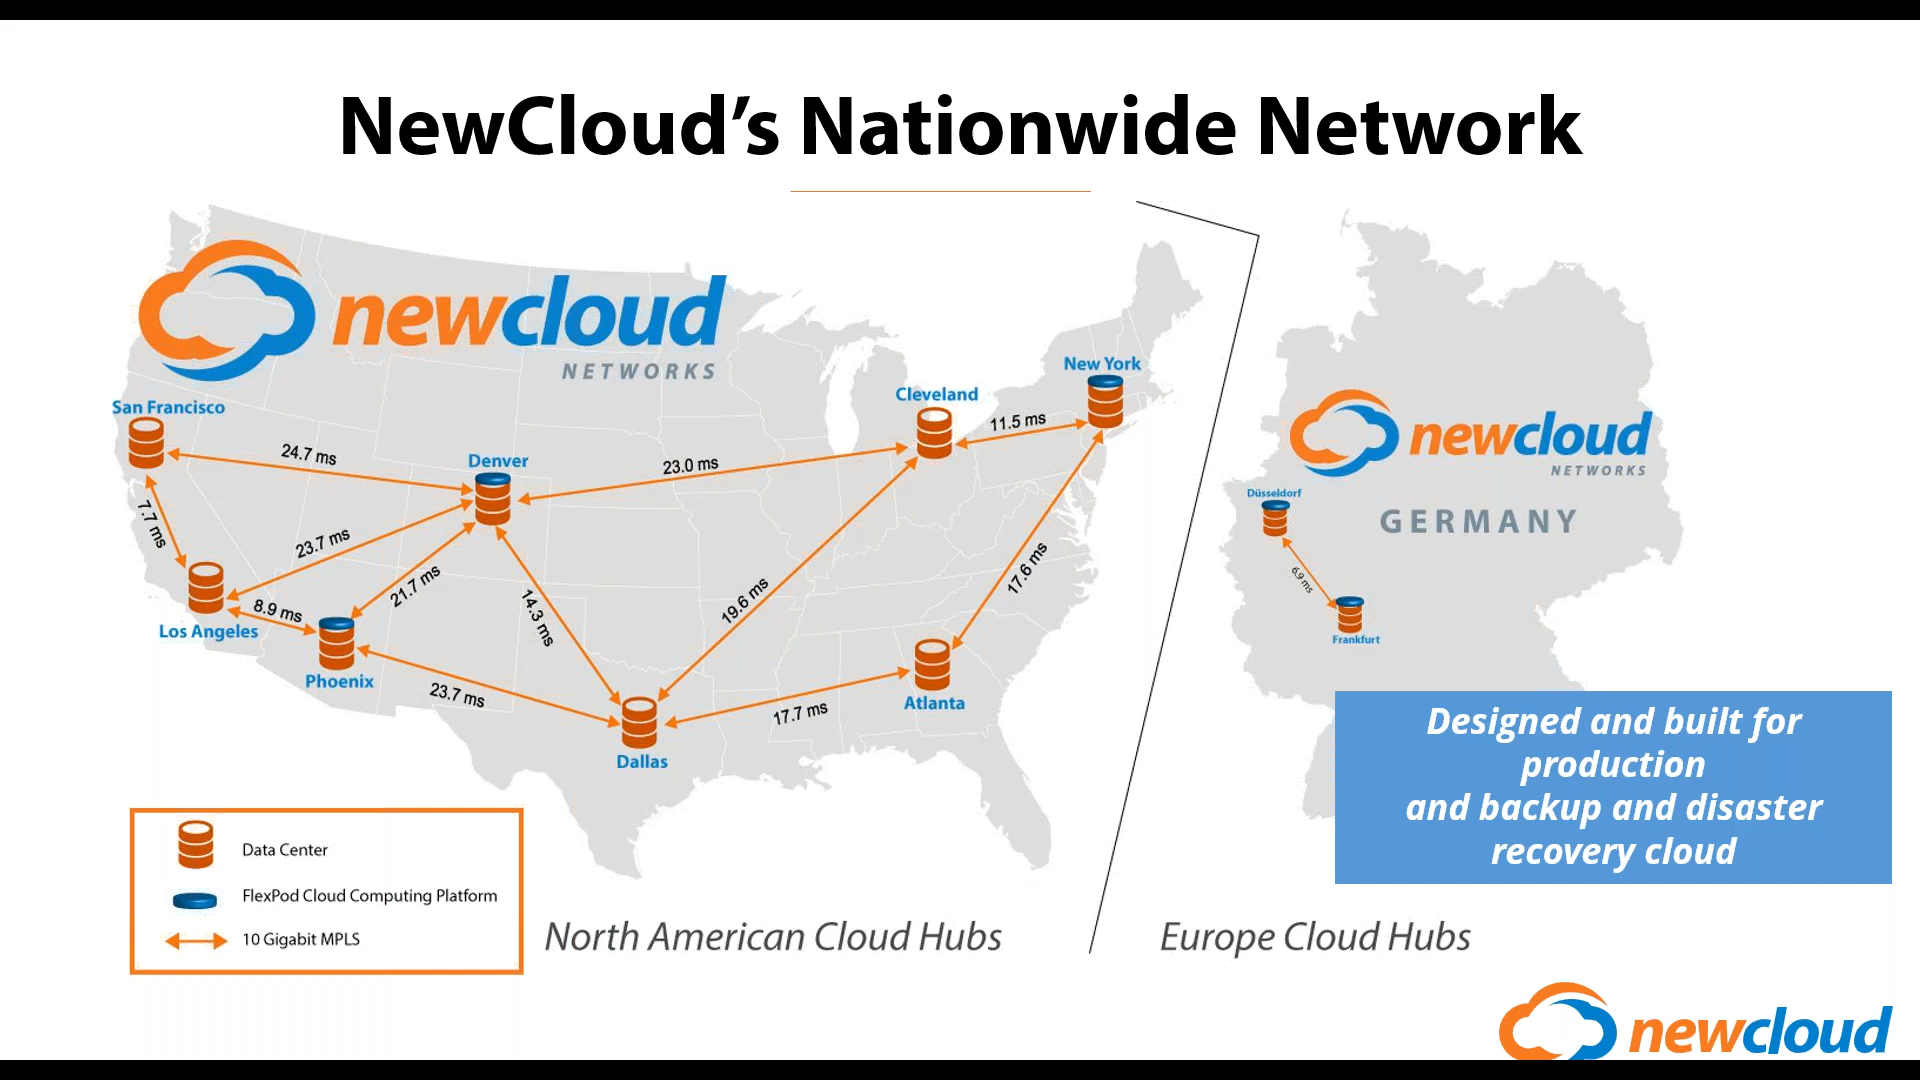 NewCloud’s Nationwide Network
newcloud
NETWORKS
San Francisco
Denver
Cleveland
New York
Los Angeles
Phoenix
Dallas
Atlanta
24.7 ms
23.0 ms
11.5 ms
7.7 ms
23.7 ms
8.9 ms
21.7 ms
14.3 ms
19.6 ms
17.6 ms
23.7 ms
17.7 ms
newcloud
NETWORKS
GERMANY
Düsseldorf
6.9 ms
Frankfurt
Designed and built for
production
and backup and disaster
recovery cloud
Data Center
FlexPod Cloud Computing Platform
10 Gigabit MPLS
North American Cloud Hubs
Europe Cloud Hubs
newcloud